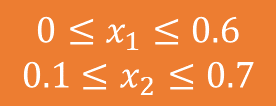 0 ≤ x₁ ≤ 0.6
0.1 ≤ x₂ ≤ 0.7